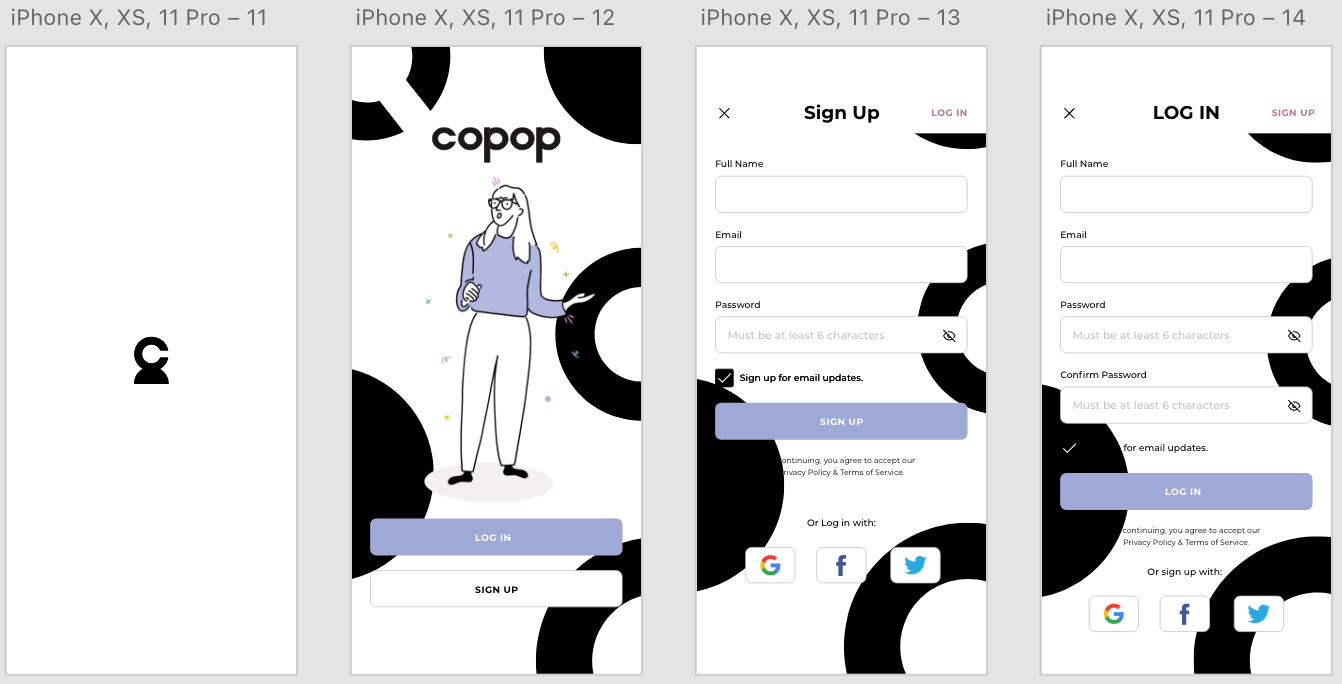 iPhone X, XS, 11 Pro – 11
iPhone X, XS, 11 Pro – 12
copop
LOG IN
SIGN UP
iPhone X, XS, 11 Pro – 13
Sign Up
LOG IN
Full Name
Email
Password
Must be at least 6 characters
Sign up for email updates.
SIGN UP
ontinuing, you agree to accept our
rivacy Policy & Terms of Service.
Or Log in with:
G
f
iPhone X, XS, 11 Pro – 14
LOG IN
SIGN UP
Full Name
Email
Password
Must be at least 6 characters
Confirm Password
Must be at least 6 characters
for email updates.
LOG IN
continuing, you agree to accept our
Privacy Policy & Terms of Service.
Or sign up with:
G
f